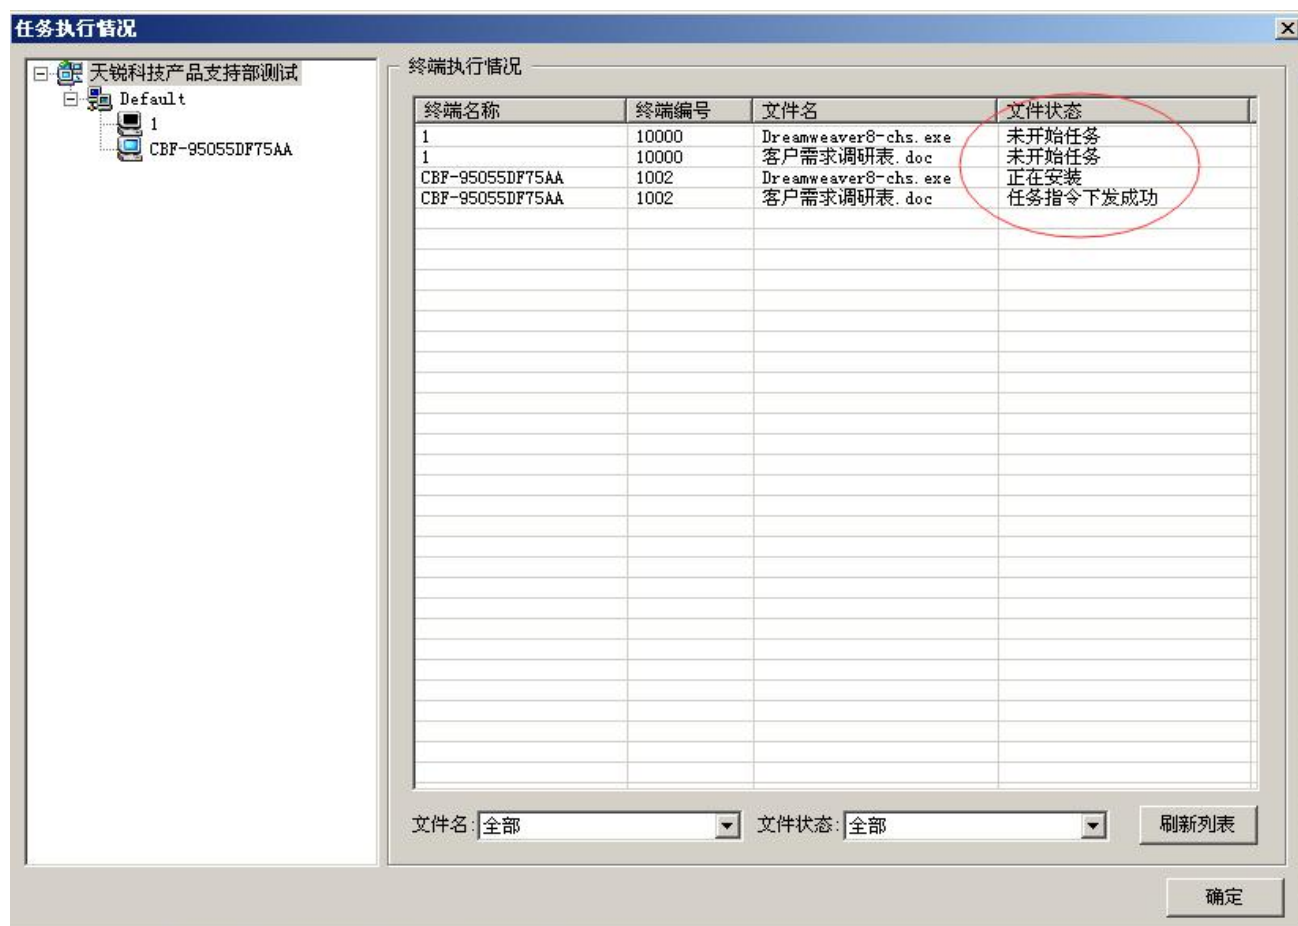 任务执行情况
天锐科技产品支持部测试
Default
1
CBF-95055DF75AA
终端执行情况
终端名称 终端编号 文件名 文件状态
1 10000 Dreamweaver8-chs.exe 未开始任务
1 10000 客户需求调研表.doc 未开始任务
CBF-95055DF75AA 1002 Dreamweaver8-chs.exe 正在安装
CBF-95055DF75AA 1002 客户需求调研表.doc 任务指令下发成功
文件名: 全部 文件状态: 全部 刷新列表
确定